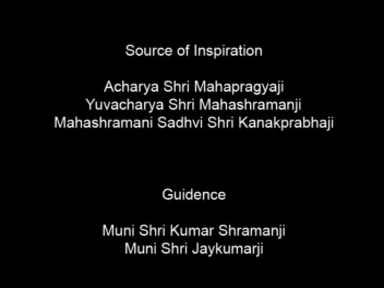 Source of Inspiration
Acharya Shri Mahapragyaji
Yuvacharya Shri Mahashramanji
Mahashramani Sadhvi Shri Kanakprabhaji
Guidence
Muni Shri Kumar Shramanji
Muni Shri Jaykumarji